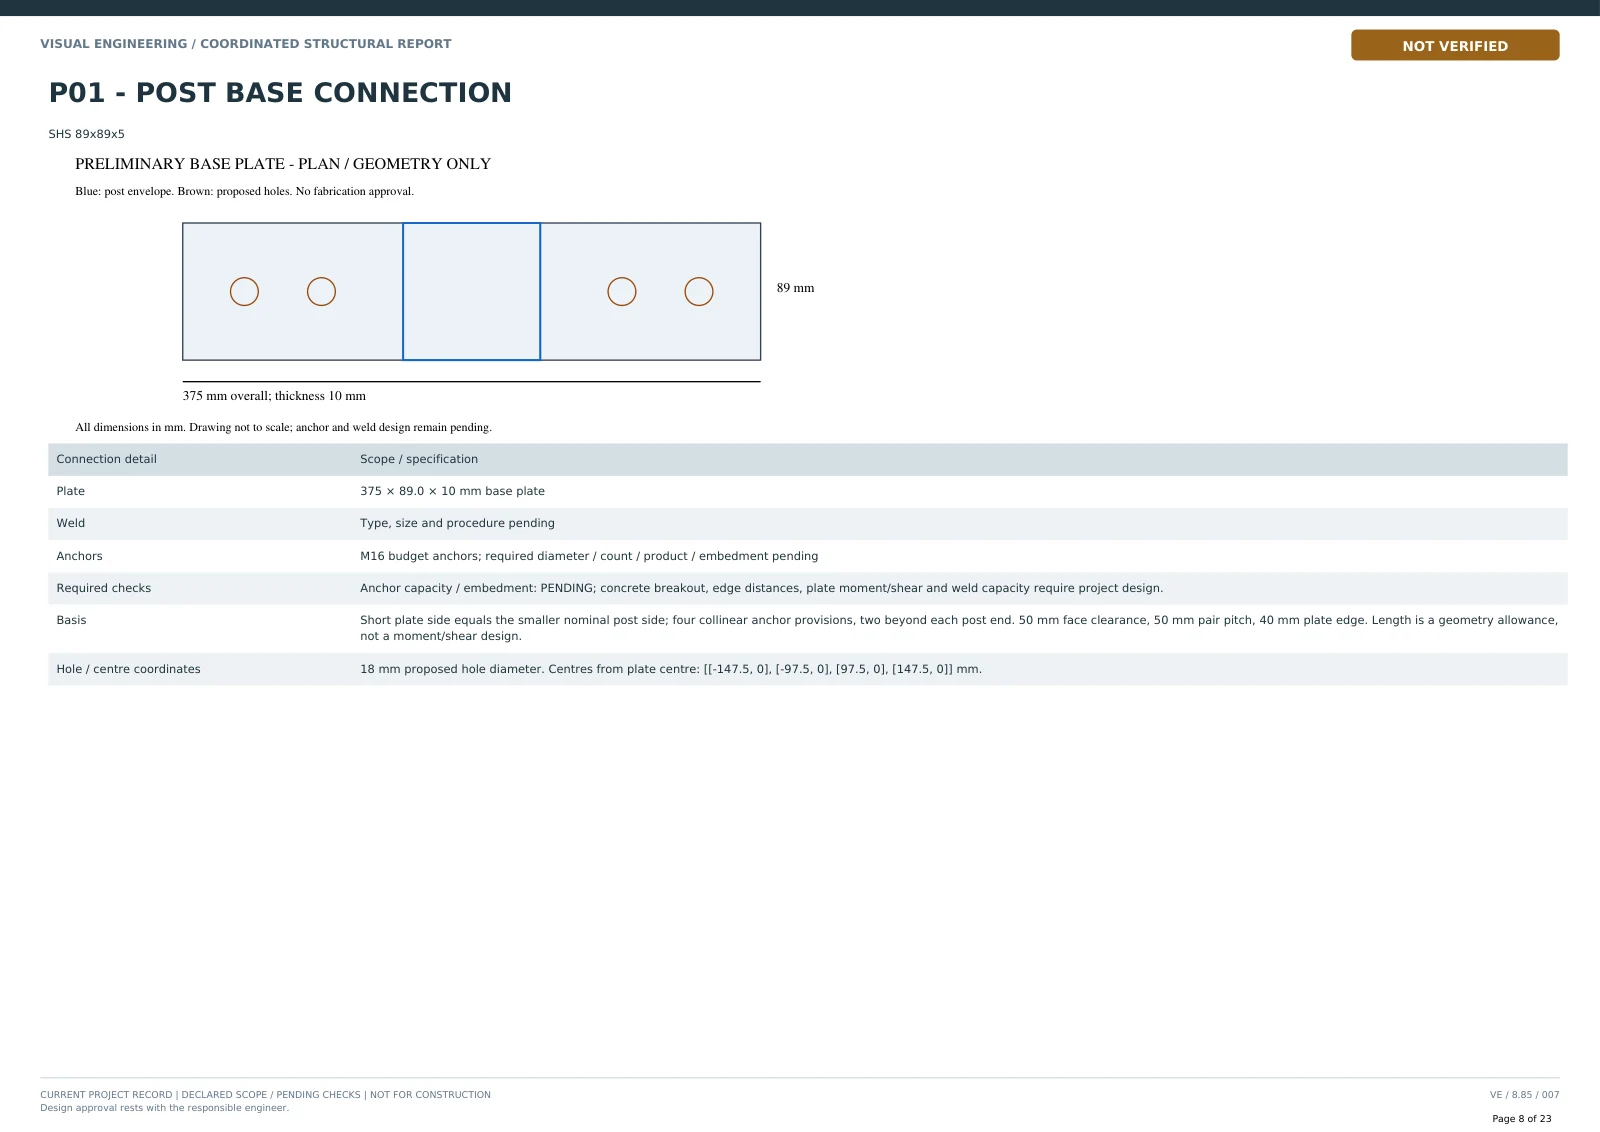 VISUAL ENGINEERING / COORDINATED STRUCTURAL REPORT
NOT VERIFIED
P01 - POST BASE CONNECTION
SHS 89x89x5
PRELIMINARY BASE PLATE - PLAN / GEOMETRY ONLY
Blue: post envelope. Brown: proposed holes. No fabrication approval.
89 mm
375 mm overall; thickness 10 mm
All dimensions in mm. Drawing not to scale; anchor and weld design remain pending.
Connection detail Scope / specification
Plate 375 × 89.0 × 10 mm base plate
Weld Type, size and procedure pending
Anchors M16 budget anchors; required diameter / count / product / embedment pending
Required checks Anchor capacity / embedment: PENDING; concrete breakout, edge distances, plate moment/shear and weld capacity require project design.
Basis Short plate side equals the smaller nominal post side; four collinear anchor provisions, two beyond each post end. 50 mm face clearance, 50 mm pair pitch, 40 mm plate edge. Length is a geometry allowance,
not a moment/shear design.
Hole / centre coordinates 18 mm proposed hole diameter. Centres from plate centre: [[-147.5, 0], [-97.5, 0], [97.5, 0], [147.5, 0]] mm.
CURRENT PROJECT RECORD | DECLARED SCOPE / PENDING CHECKS | NOT FOR CONSTRUCTION
VE / 8.85 / 007
Design approval rests with the responsible engineer.
Page 8 of 23